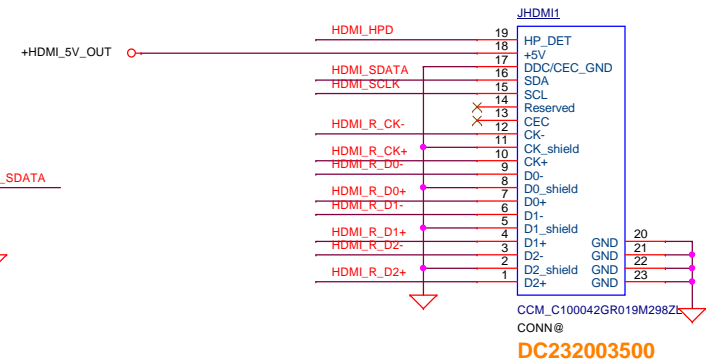 JHDMI1
HDMI_HPD 19 HP_DET
+HDMI_5V_OUT 18 +5V
17 DDC/CEC_GND
HDMI_SDATA 16 SDA
HDMI_SCLK 15 SCL
14 Reserved
13 CEC
HDMI_R_CK- 12 CK-
11 CK_shield
HDMI_R_CK+ 10 CK+
HDMI_R_D0- 9 D0-
_SDATA 8 D0_shield
HDMI_R_D0+ 7 D0+
HDMI_R_D1- 6 D1-
5 D1_shield
HDMI_R_D1+ 4 D1+ GND 20
HDMI_R_D2- 3 D2- GND 21
2 D2_shield GND 22
HDMI_R_D2+ 1 D2+ GND 23
CCM_C100042GR019M298ZL
CONN@
DC232003500